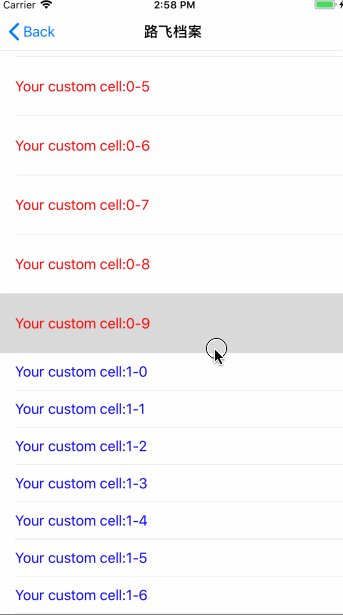 Carrier 2:58 PM
Back 路飞档案
Your custom cell:0-5
Your custom cell:0-6
Your custom cell:0-7
Your custom cell:0-8
Your custom cell:0-9
Your custom cell:1-0
Your custom cell:1-1
Your custom cell:1-2
Your custom cell:1-3
Your custom cell:1-4
Your custom cell:1-5
Your custom cell:1-6